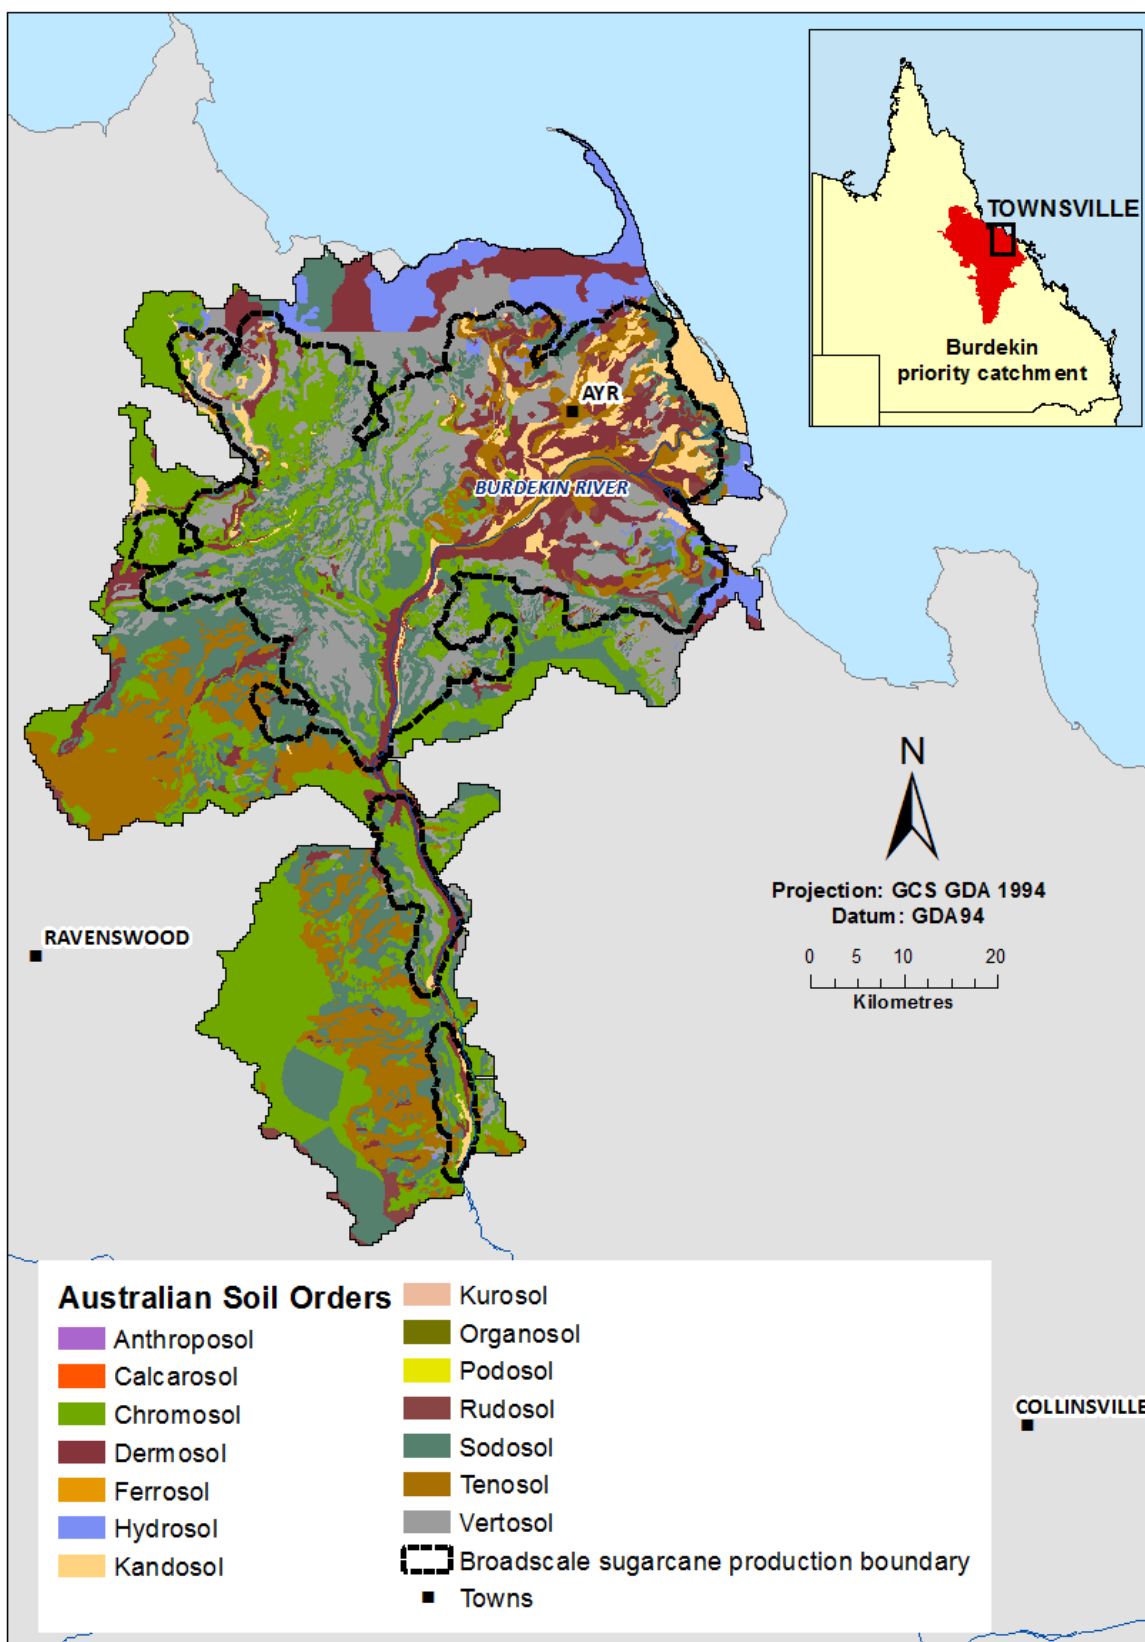 TOWNSVILLE
Burdekin
priority catchment
AYR
BURDEKIN RIVER
N
Projection: GCS GDA 1994
Datum: GDA94
0 5 10 20
Kilometres
RAVENSWOOD
COLLINSVILLE
Australian Soil Orders
Anthroposol
Calcarosol
Chromosol
Dermosol
Ferrosol
Hydrosol
Kandosol
Kurosol
Organosol
Podosol
Rudosol
Sodosol
Tenosol
Vertosol
Broadscale sugarcane production boundary
Towns